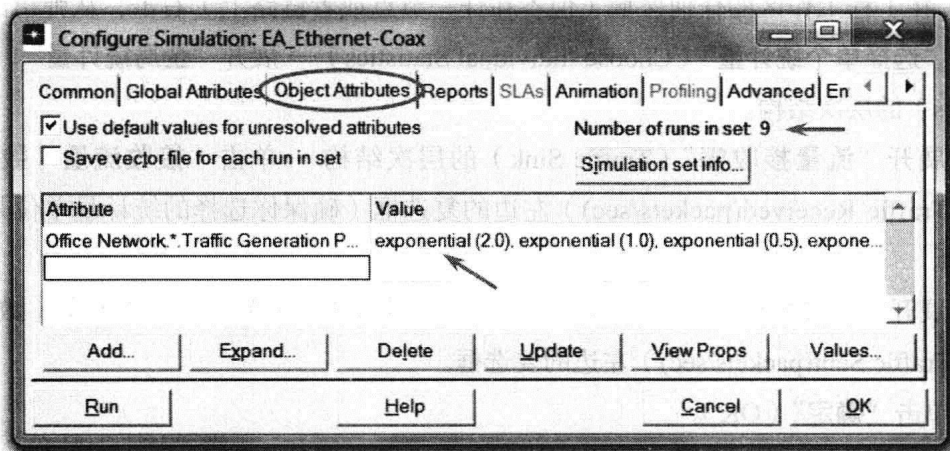 Configure Simulation: EA_Ethernet-Coax
Common Global Attributes Object Attributes Reports SLAs Animation Profiling Advanced En
Use default values for unresolved attributes
Number of runs in set: 9
Save vector file for each run in set
Simulation set info...
Attribute Value
Office Network.*.Traffic Generation P... exponential (2.0), exponential (1.0), exponential (0.5), expone...
Add... Expand... Delete Update View Props Values...
Run Help Cancel OK